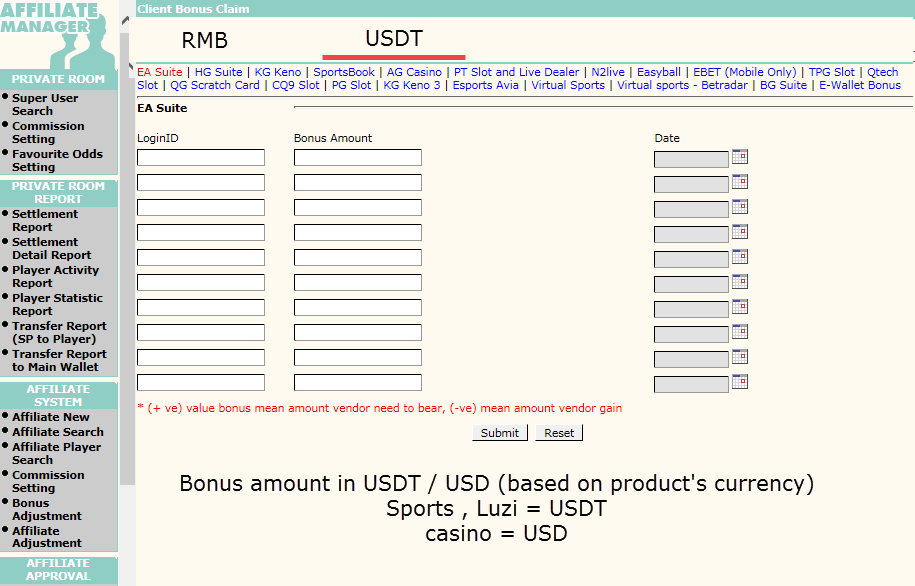 AFFILIATE
MANAGER
PRIVATE ROOM
Super User
Search
Commission
Setting
Favourite Odds
Setting
PRIVATE ROOM
REPORT
Settlement
Report
Settlement
Detail Report
Player Activity
Report
Player Statistic
Report
Transfer Report
(SP to Player)
Transfer Report
to Main Wallet
AFFILIATE
SYSTEM
Affiliate New
Affiliate Search
Affiliate Player
Search
Commission
Setting
Bonus
Adjustment
Affiliate
Adjustment
AFFILIATE
APPROVAL
Client Bonus Claim
RMB USDT
EA Suite | HG Suite | KG Keno | SportsBook | AG Casino | PT Slot and Live Dealer | N2live | Easyball | EBET (Mobile Only) | TPG Slot | Qtech
Slot | QG Scratch Card | CQ9 Slot | PG Slot | KG Keno 3 | Esports Avia | Virtual Sports | Virtual sports - Betradar | BG Suite | E-Wallet Bonus
EA Suite
LoginID Bonus Amount Date
* (+ ve) value bonus mean amount vendor need to bear, (-ve) mean amount vendor gain
Submit Reset
Bonus amount in USDT / USD (based on product's currency)
Sports , Luzi = USDT
casino = USD